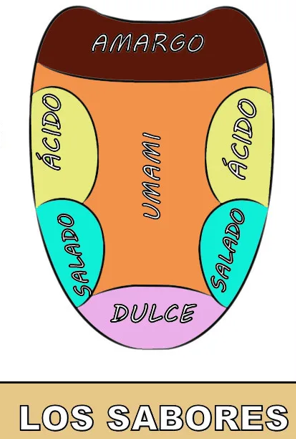 AMARGO
ÁCIDO
ÁCIDO
UMAMI
SALADO
SALADO
DULCE
LOS SABORES